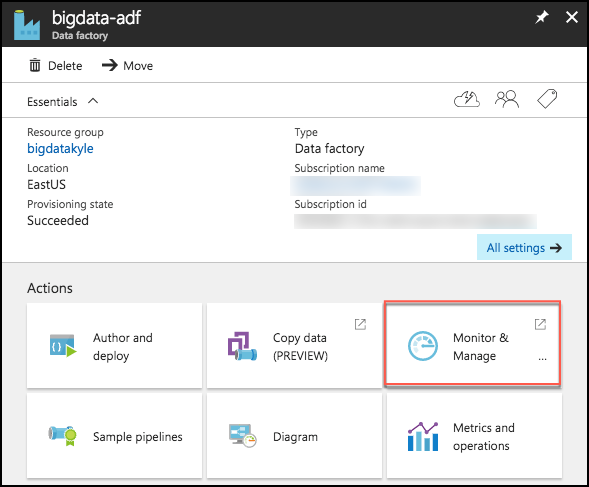 bigdata-adf
Data factory
Delete
Move
Essentials
Resource group
bigdatakyle
Location
EastUS
Provisioning state
Succeeded
Type
Data factory
Subscription name
Subscription id
All settings
Actions
Author and
deploy
Copy data
(PREVIEW)
Monitor &
Manage
...
Sample pipelines
Diagram
Metrics and
operations